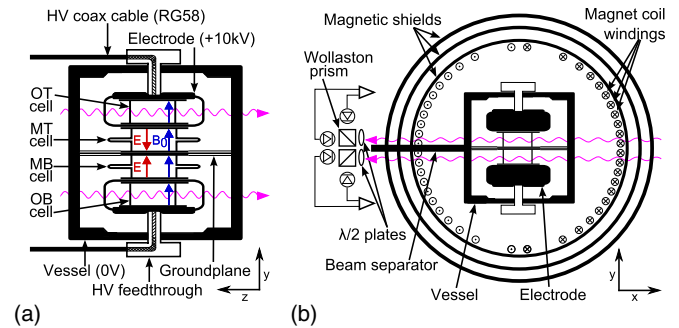 HV coax cable (RG58)
Electrode (+10kV)
OT
cell
MT
cell
MB
cell
OB
cell
E
B0
E
Vessel (0V)
HV feedthrough
Groundplane
y
z
(a)
Magnetic shields
Magnet coil
windings
Wollaston
prism
λ/2 plates
Beam separator
Vessel
Electrode
y
x
(b)